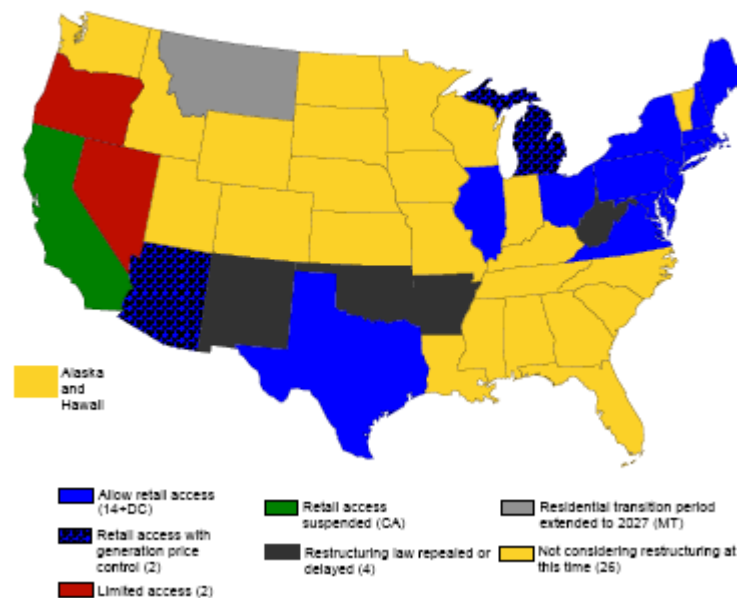 Alaska
and
Hawaii
Allow retail access
(14+DC)
Retail access with
generation price
control (2)
Limited access (2)
Retail access
suspended (CA)
Restructuring law repealed or
delayed (4)
Residential transition period
extended to 2027 (MT)
Not considering restructuring at
this time (26)